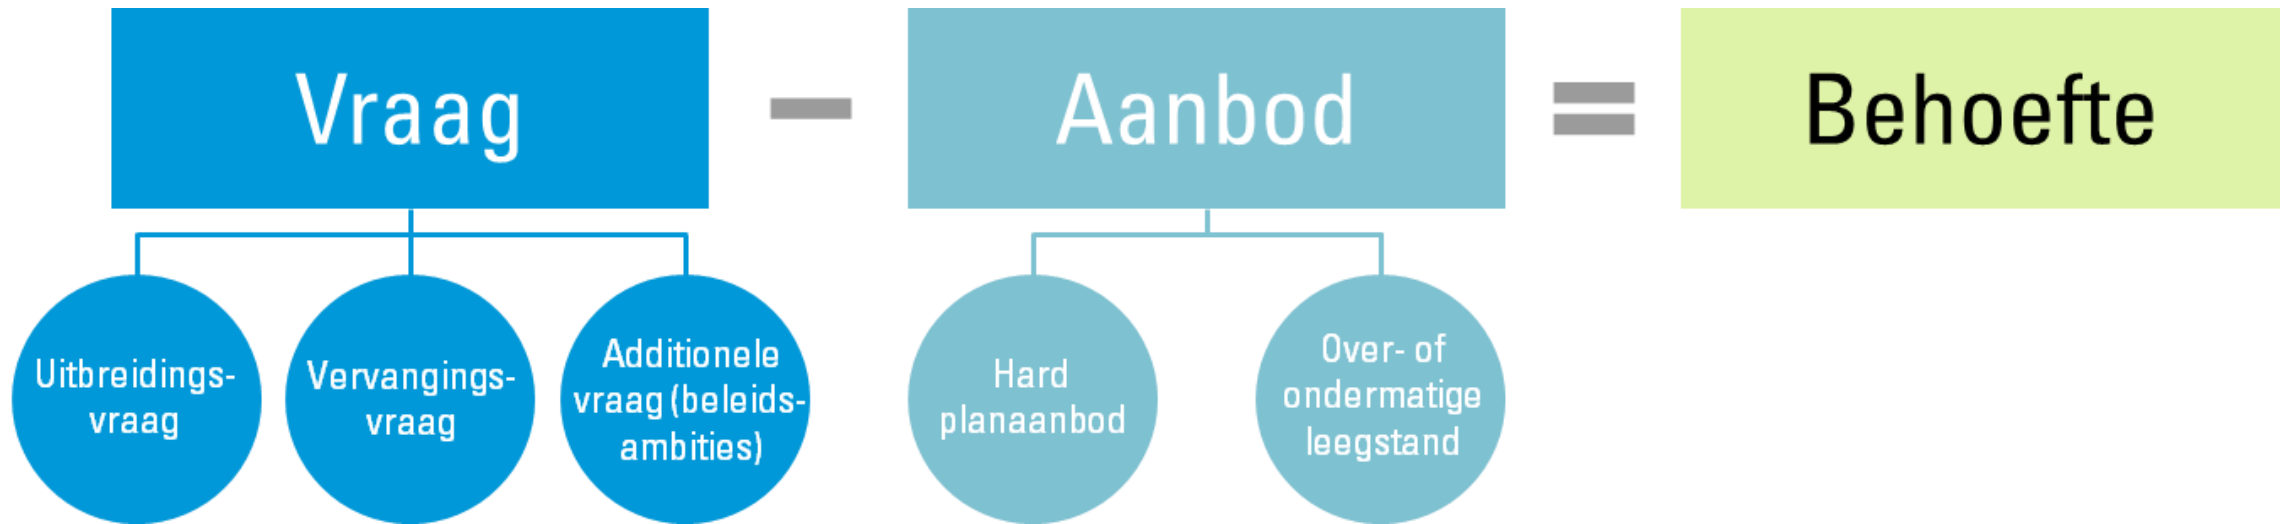 Vraag
Aanbod
Behoefte
Uitbreidings-
vraag
Vervangings-
vraag
Additionele
vraag (beleids-
ambities)
Hard
planaanbod
Over- of
ondermatige
leegstand